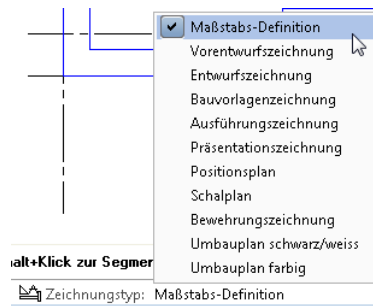 Maßstabs-Definition
Vorentwurfszeichnung
Entwurfszeichnung
Bauvorlagenzeichnung
Ausführungszeichnung
Präsentationszeichnung
Positionsplan
Schalplan
Bewehrungszeichnung
Umbauplan schwarz/weiss
Umbauplan farbig
alt+Klick zur Segmer
Zeichnungstyp: Maßstabs-Definition